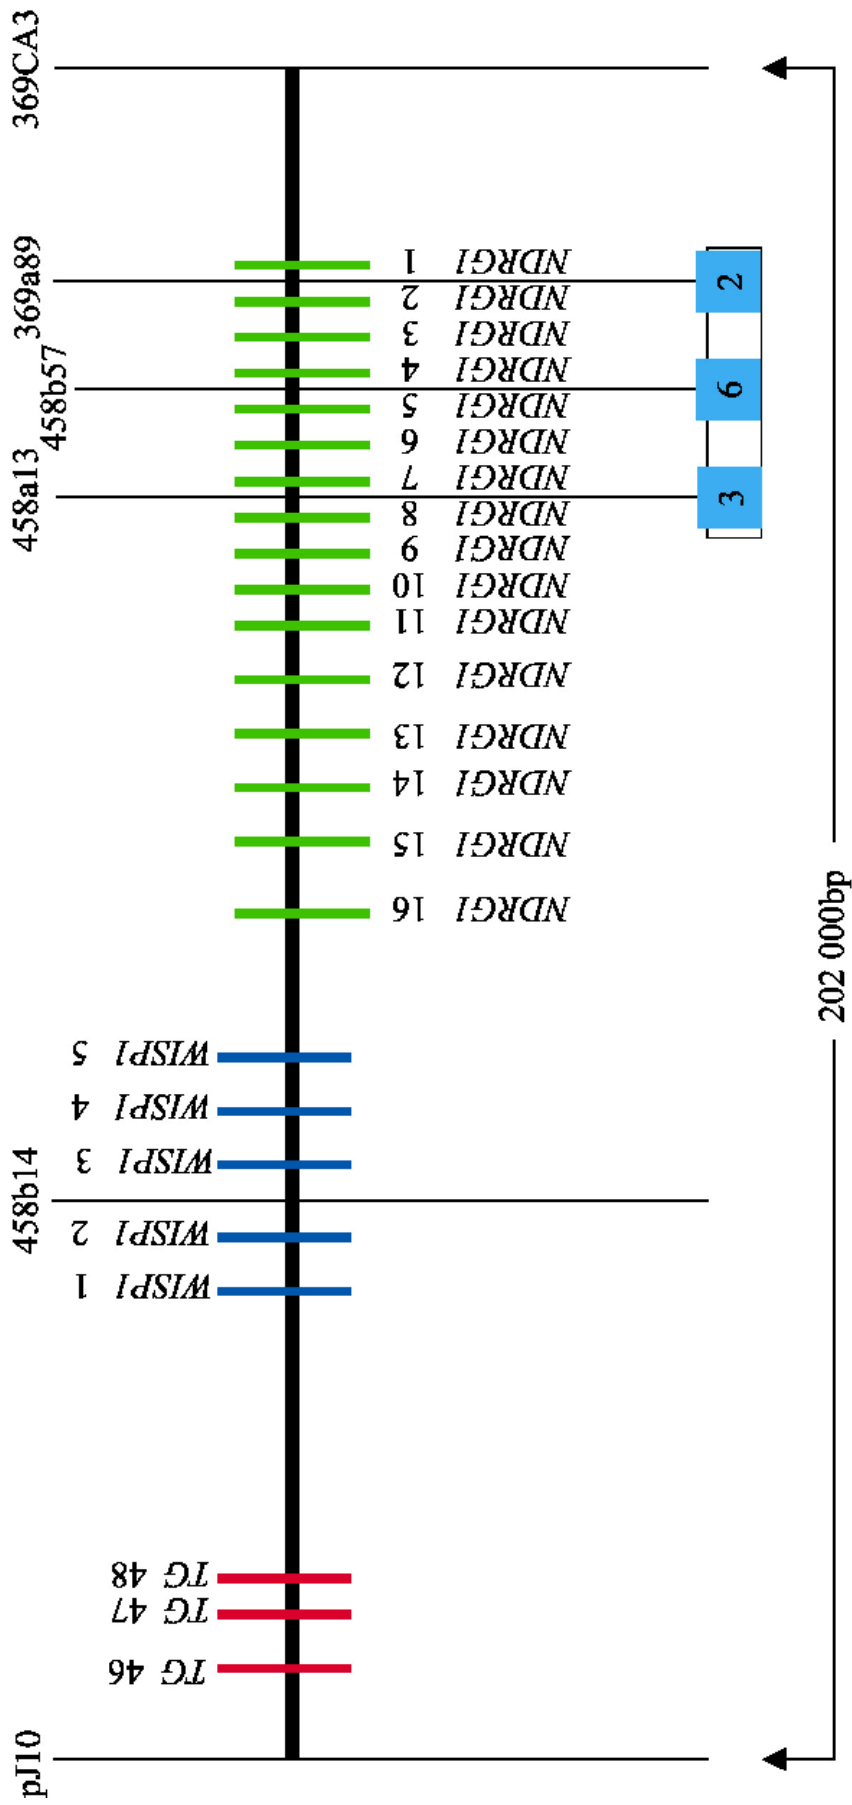 369CA3
369a89
458b57
458a13
458b14
pJ10
NDRG1 1
NDRG1 2
NDRG1 3
NDRG1 4
NDRG1 5
NDRG1 6
NDRG1 7
NDRG1 8
NDRG1 9
NDRG1 10
NDRG1 11
NDRG1 12
NDRG1 13
NDRG1 14
NDRG1 15
NDRG1 16
WISP1 5
WISP1 4
WISP1 3
WISP1 2
WISP1 1
TG 48
TG 47
TG 46
2
6
3
202 000bp